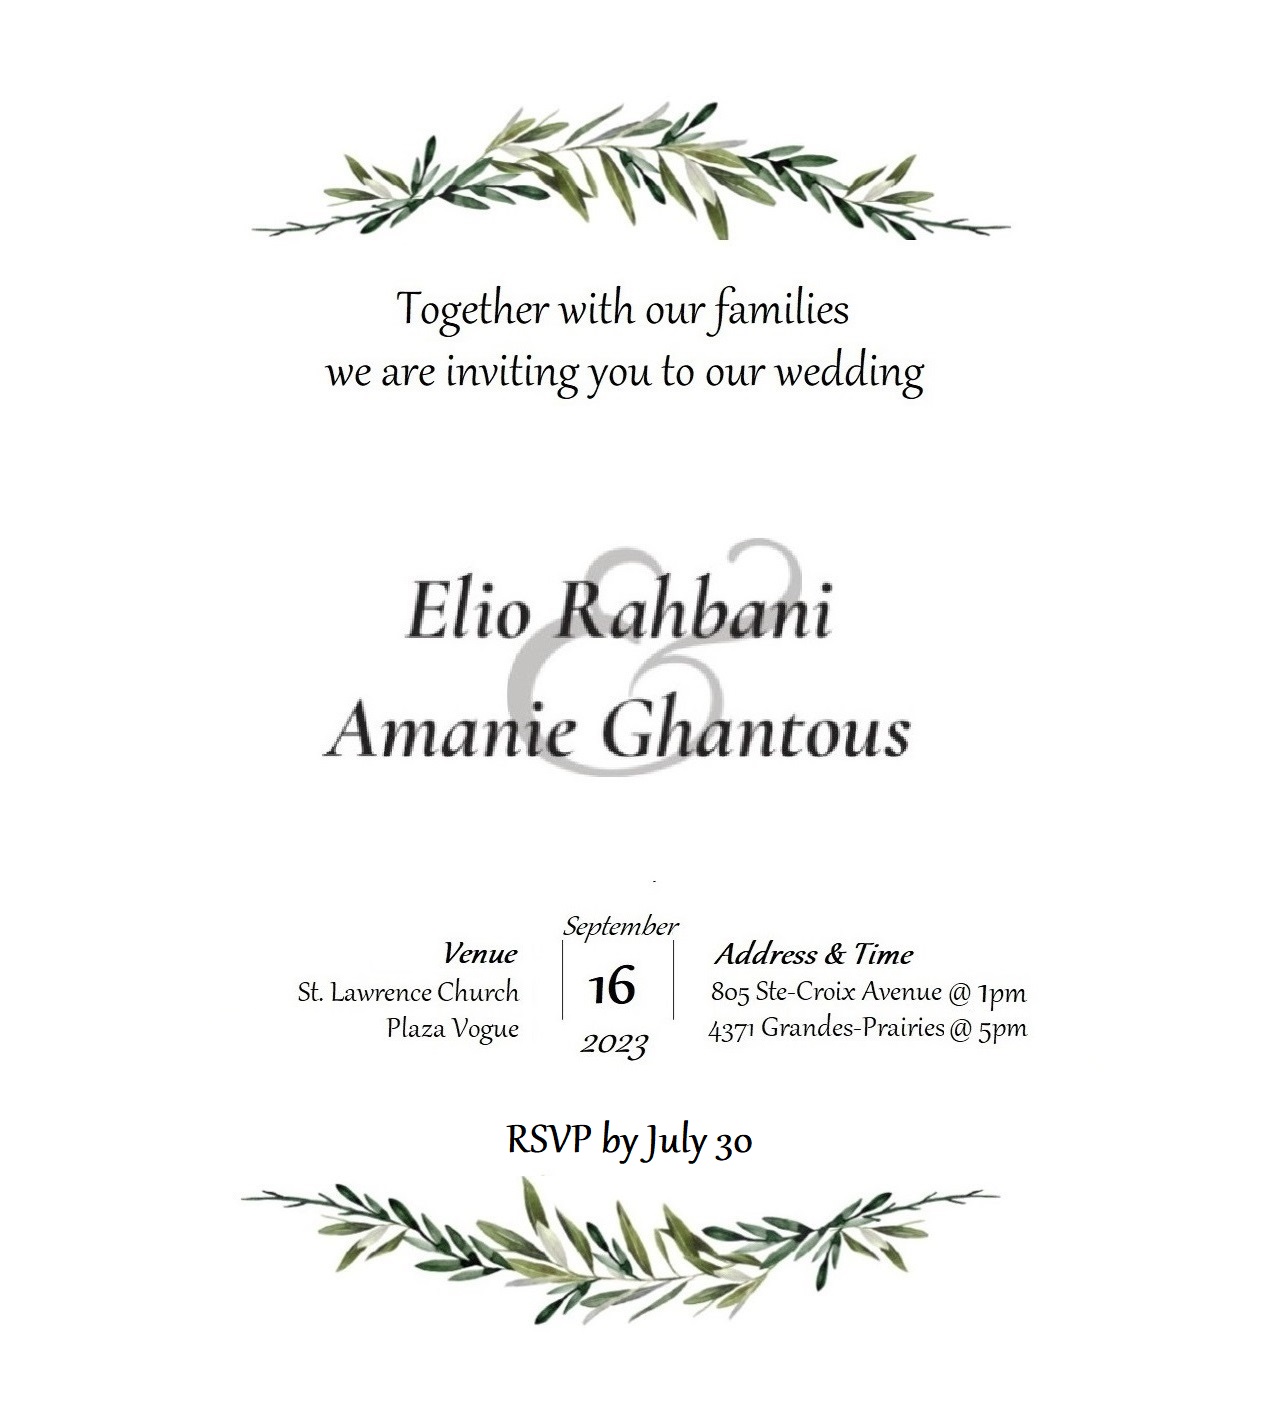 Together with our families
we are inviting you to our wedding
&
Elio Rahbani
Amanie Ghantous
Venue
St. Lawrence Church
Plaza Vogue
September
16
2023
Address & Time
805 Ste-Croix Avenue @ 1pm
4371 Grandes-Prairies @ 5pm
RSVP by July 30